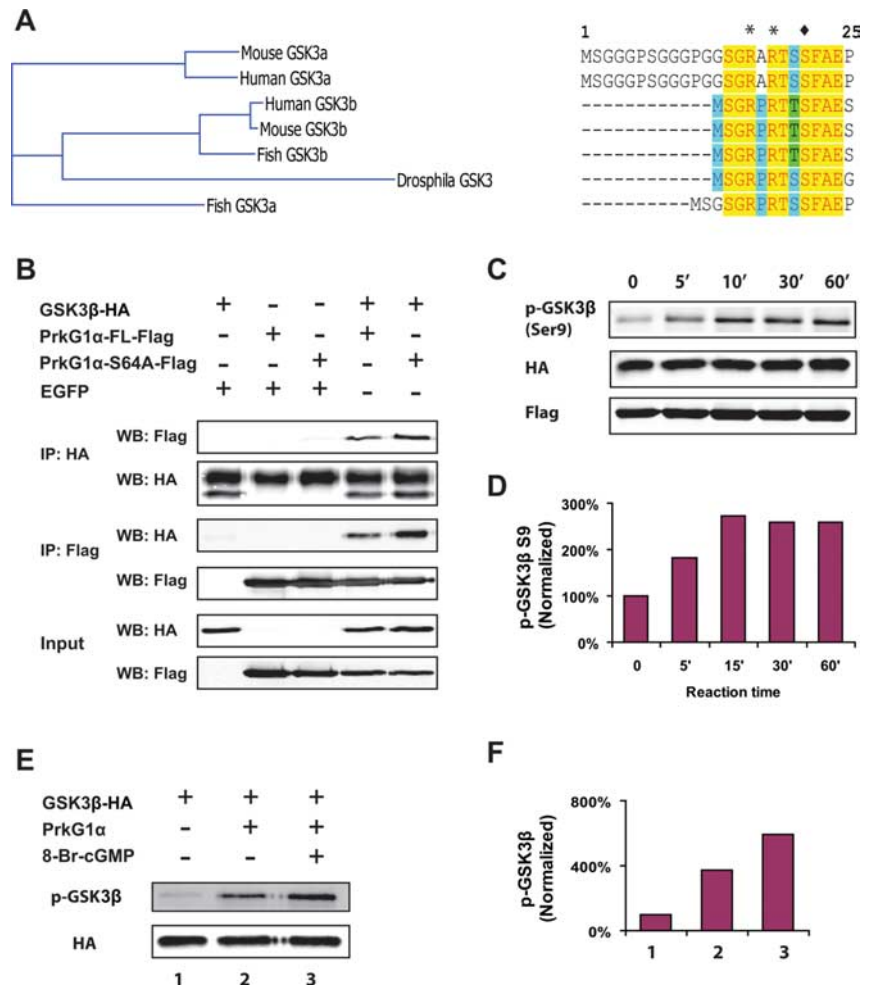 A
Mouse GSK3a
Human GSK3a
Human GSK3b
Mouse GSK3b
Fish GSK3b
Drosphila GSK3
Fish GSK3a
* * ♦
1 25
MSGGGPSGGGPGGSGRARTSSFAEP
MSGGGPSGGGPGGSGRARTSSFAEP
------------MSGRPRTTSFAES
------------MSGRPRTTSFAES
------------MSGRPRTTSFAES
------------MSGRPRTSSFAEG
----------MSGSGRPRTSSFAEP
B
GSK3β-HA + - - + +
PrkG1α-FL-Flag - + - + -
PrkG1α-S64A-Flag - - + - +
EGFP + + + - -
IP: HA
WB: Flag
WB: HA
IP: Flag
WB: HA
WB: Flag
Input
WB: HA
WB: Flag
C
0 5’ 10’ 30’ 60’
p-GSK3β
(Ser9)
HA
Flag
D
p-GSK3β S9
(Normalized)
300%
200%
100%
0%
0 5' 15' 30' 60'
Reaction time
E
GSK3β-HA + + +
PrkG1α - + +
8-Br-cGMP - - +
p-GSK3β
HA
1 2 3
F
p-GSK3β
(Normalized)
800%
400%
0%
1 2 3